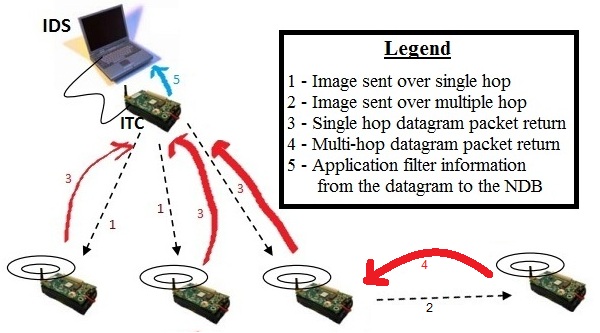 IDS
5
ITC
3
1
1
3
3
4
2
Legend
1 - Image sent over single hop
2 - Image sent over multiple hop
3 - Single hop datagram packet return
4 - Multi-hop datagram packet return
5 - Application filter information
from the datagram to the NDB